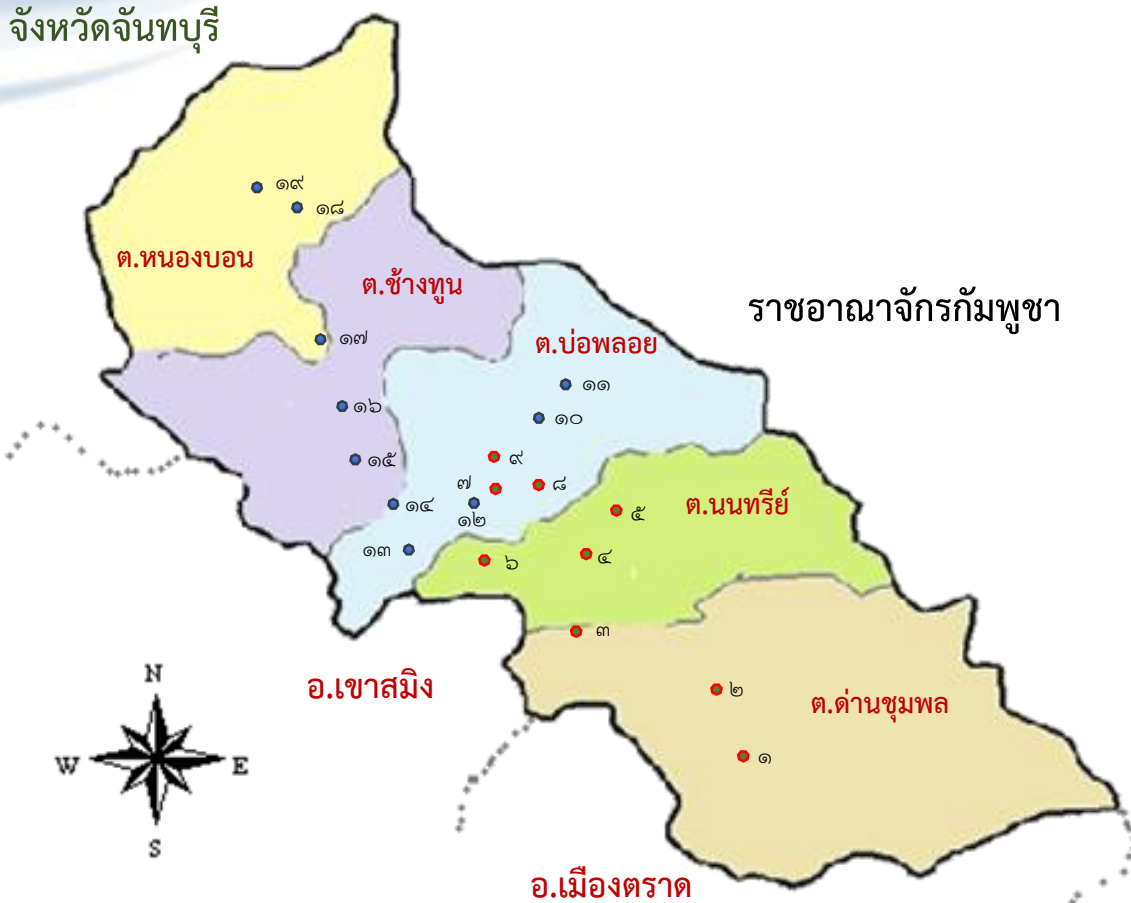 จังหวัดจันทบุรี
๑๙
๑๘
ต.หนองบอน
ต.ช้างทูน
ราชอาณาจักรกัมพูชา
๑๗
ต.บ่อพลอย
๑๑
๑๖
๑๐
๑๕
๙
๗
๘
๑๔
ต.นนทรีย์
๑๒
๕
๑๓
๖
๔
๓
N
อ.เขาสมิง
๒
ต.ด่านชุมพล
๑
W
E
S
อ.เมืองตราด